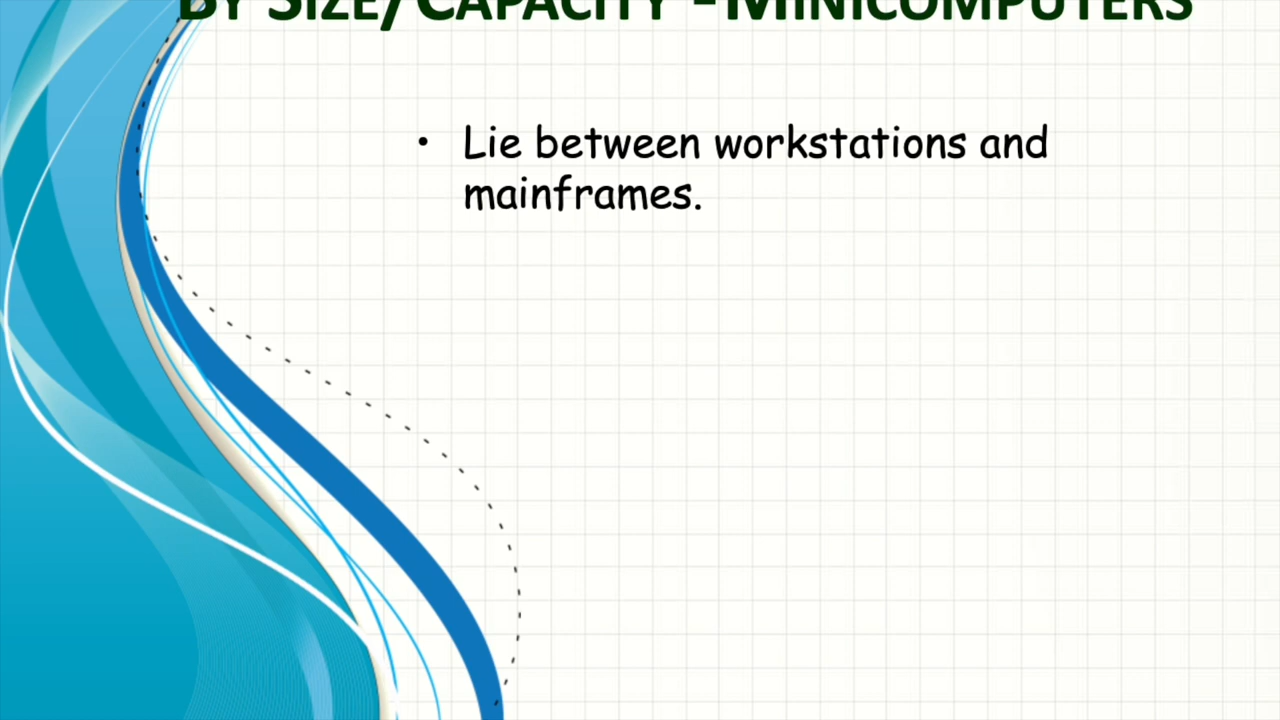 BY SIZE/CAPACITY - MINICOMPUTERS
• Lie between workstations and
mainframes.